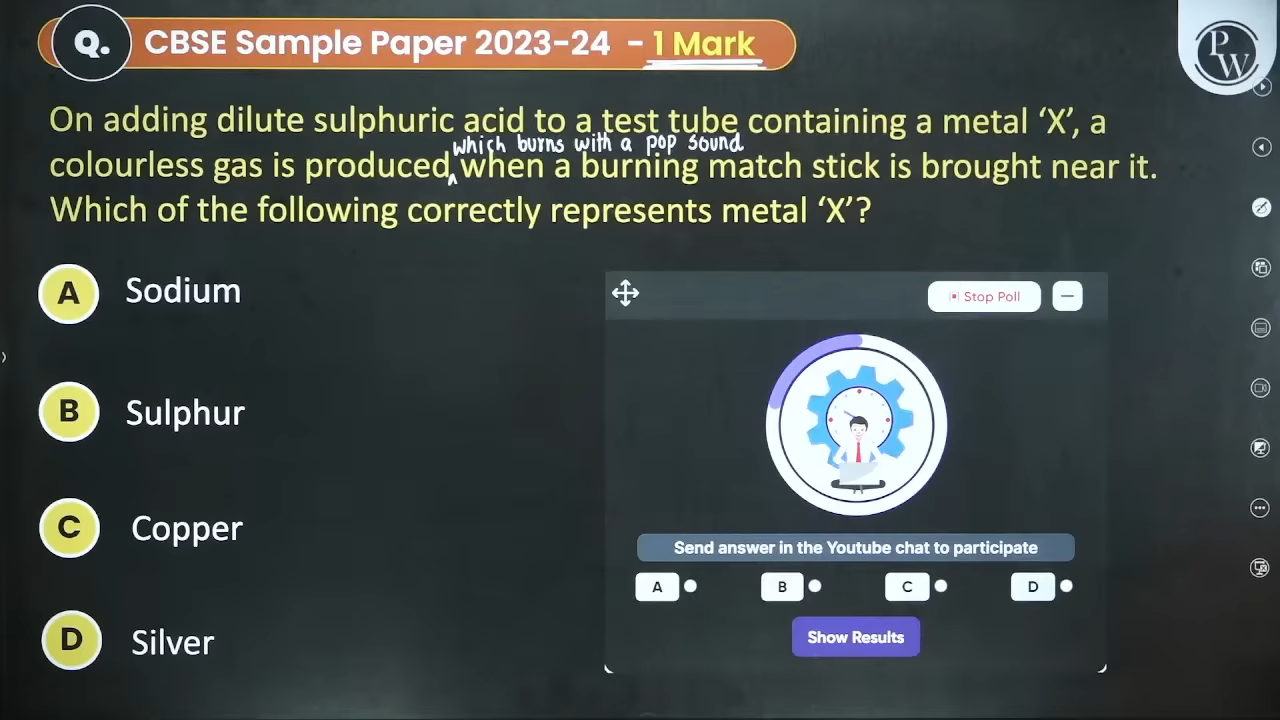 Q. CBSE Sample Paper 2023-24 - 1 Mark
PW
On adding dilute sulphuric acid to a test tube containing a metal ‘X’, a
which burns with a pop sound
colourless gas is produced, when a burning match stick is brought near it.
Which of the following correctly represents metal ‘X’?
A Sodium
B Sulphur
C Copper
D Silver
Stop Poll
Send answer in the Youtube chat to participate
A B C D
Show Results